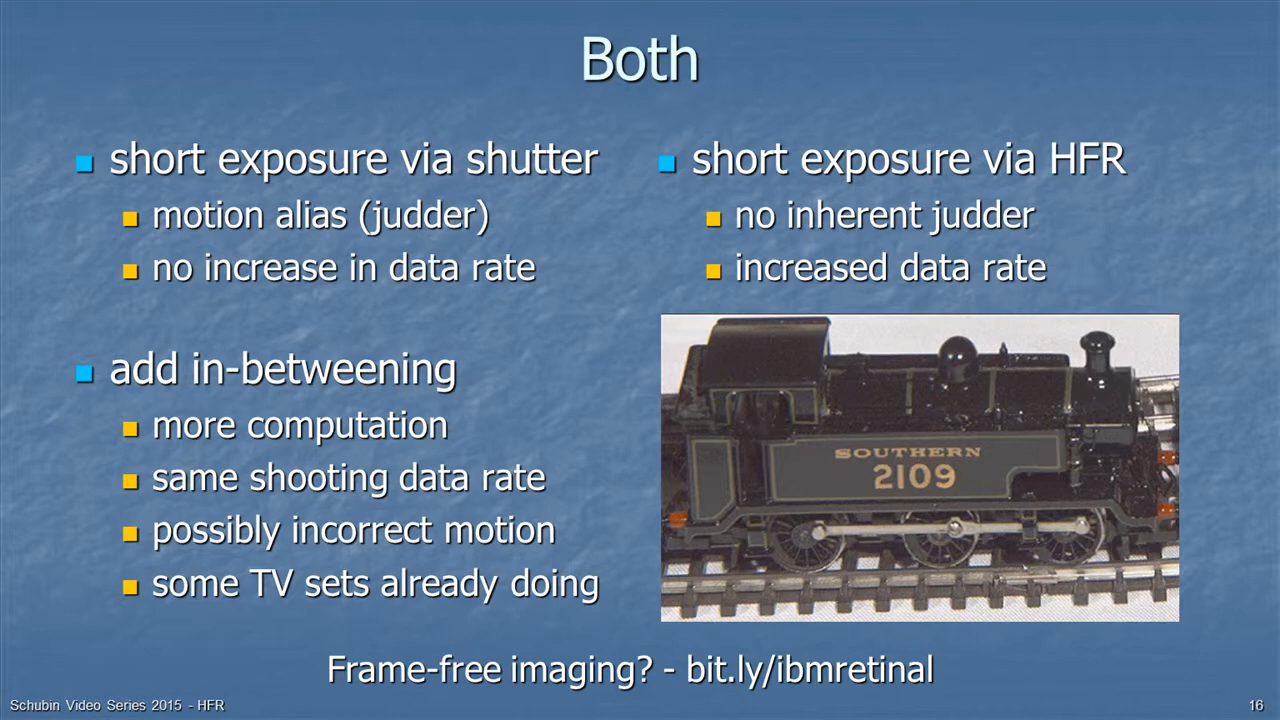 Both
short exposure via shutter
motion alias (judder)
no increase in data rate
add in-betweening
more computation
same shooting data rate
possibly incorrect motion
some TV sets already doing
short exposure via HFR
no inherent judder
increased data rate
SOUTHERN
2109
Frame-free imaging? - bit.ly/ibmretinal
Schubin Video Series 2015 - HFR
16